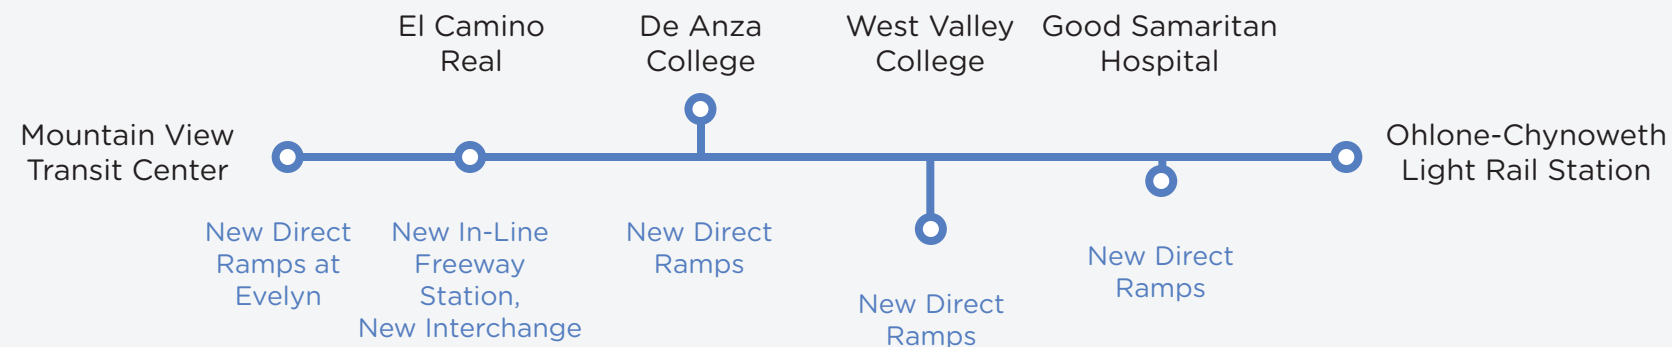 El Camino
Real
De Anza
College
West Valley
College
Good Samaritan
Hospital
Mountain View
Transit Center
Ohlone-Chynoweth
Light Rail Station
New Direct
Ramps at
Evelyn
New In-Line
Freeway
Station,
New Interchange
New Direct
Ramps
New Direct
Ramps
New Direct
Ramps